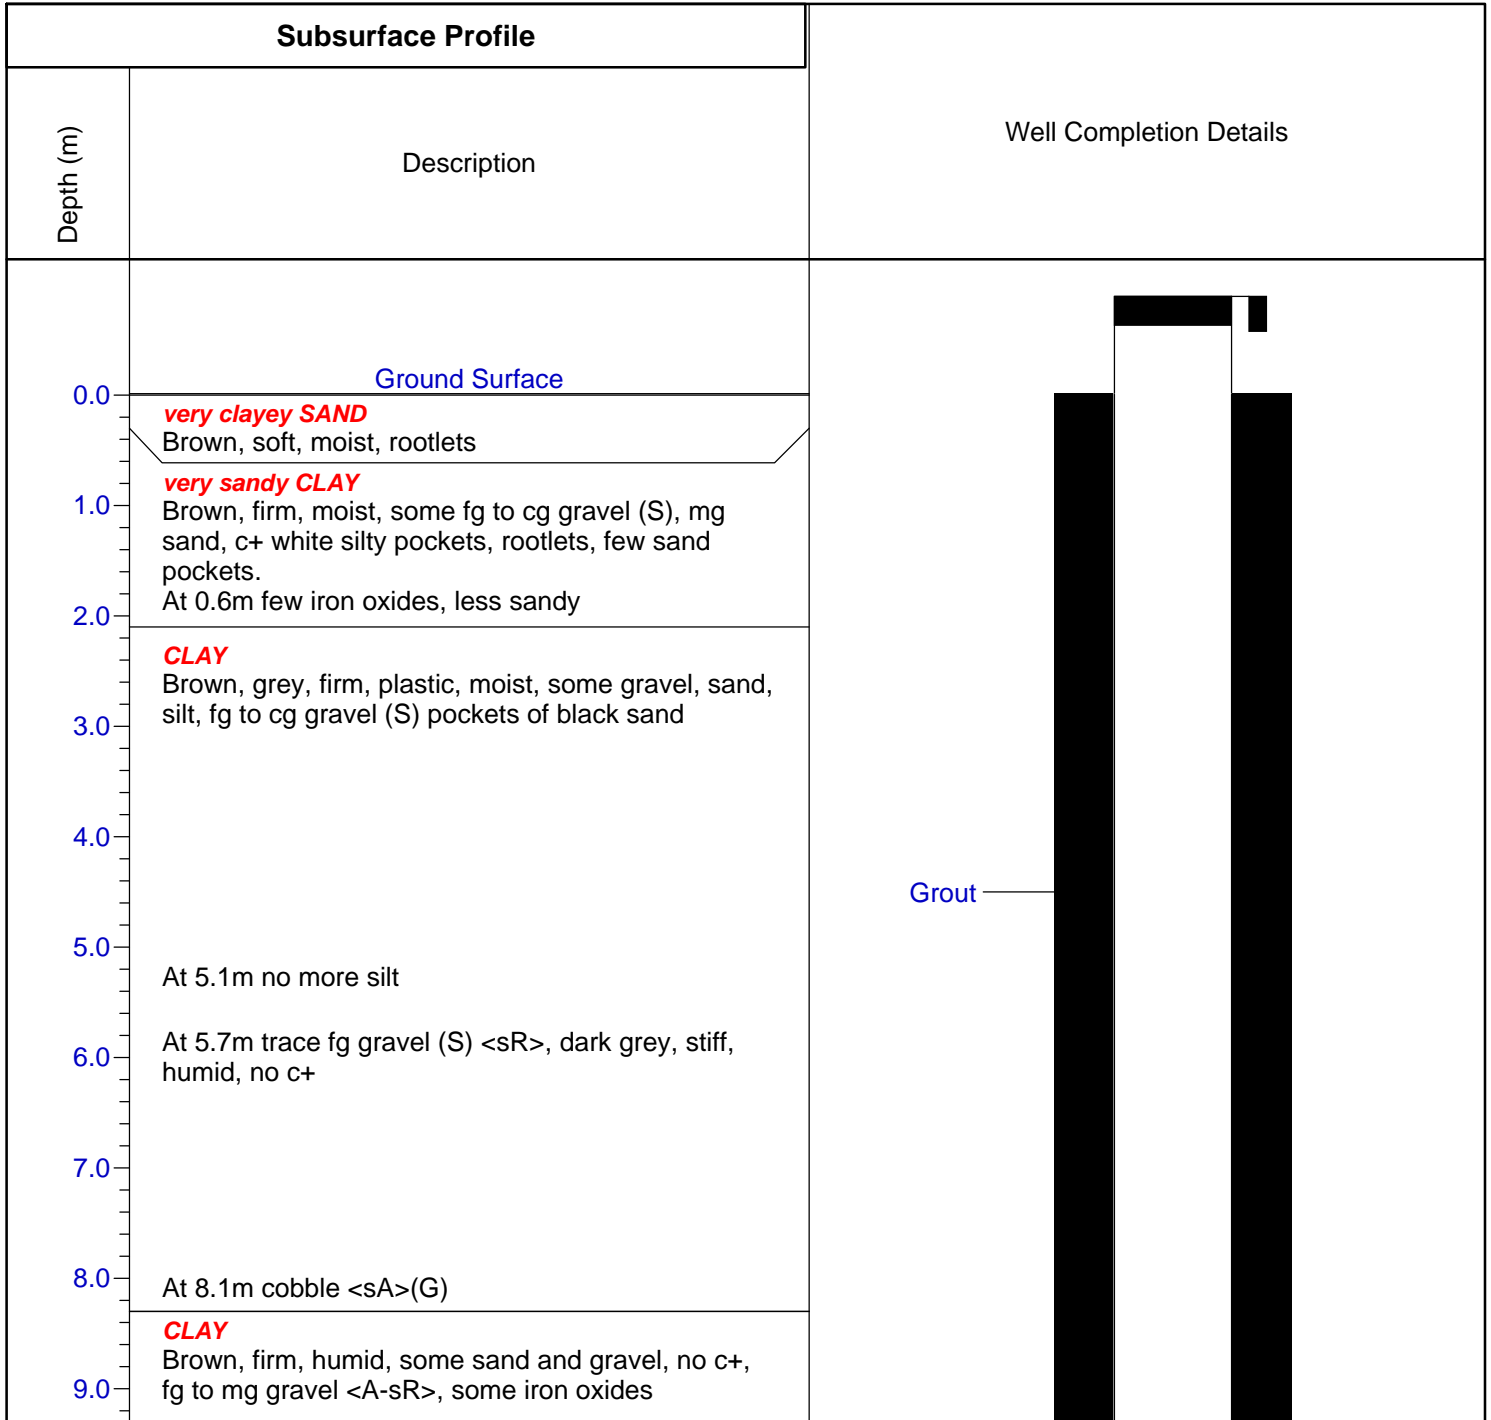 Subsurface Profile
Depth (m)
Description
Well Completion Details
Ground Surface
0.0
very clayey SAND
Brown, soft, moist, rootlets
very sandy CLAY
1.0
Brown, firm, moist, some fg to cg gravel (S), mg
sand, c+ white silty pockets, rootlets, few sand
pockets.
At 0.6m few iron oxides, less sandy
2.0
CLAY
Brown, grey, firm, plastic, moist, some gravel, sand,
silt, fg to cg gravel (S) pockets of black sand
3.0
4.0
Grout
5.0
At 5.1m no more silt
At 5.7m trace fg gravel (S) <sR>, dark grey, stiff,
humid, no c+
6.0
7.0
8.0
At 8.1m cobble <sA>(G)
CLAY
Brown, firm, humid, some sand and gravel, no c+,
fg to mg gravel <A-sR>, some iron oxides
9.0